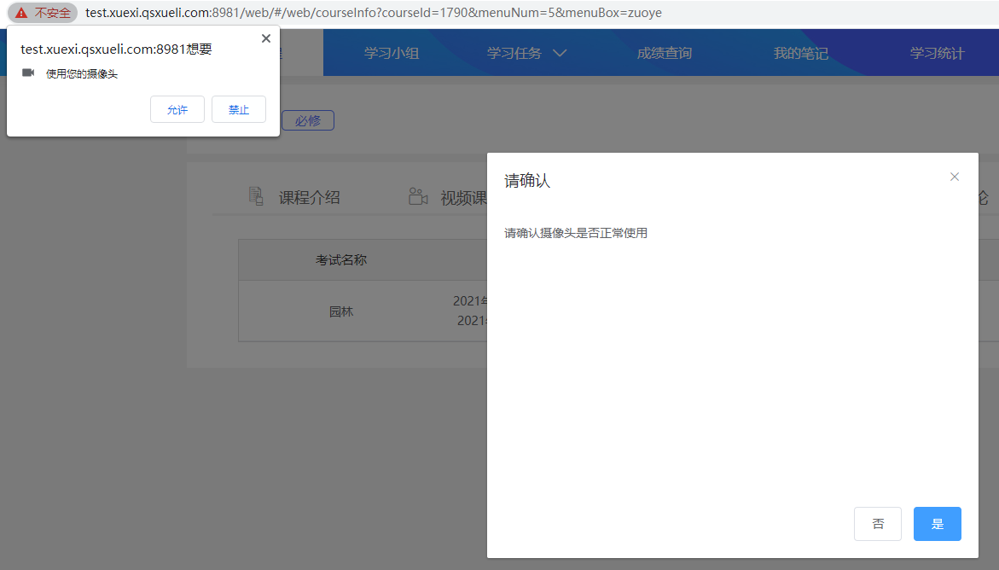 不安全 test.xuexi.qsxueli.com:8981/web/#/web/courseInfo?courseId=1790&menuNum=5&menuBox=zuoye
test.xuexi.qsxueli.com:8981想要
使用您的摄像头
允许 禁止
学习小组 学习任务 成绩查询 我的笔记 学习统计
必修
课程介绍 视频课 论
考试名称
园林
2021年
2021
请确认
请确认摄像头是否正常使用
否 是